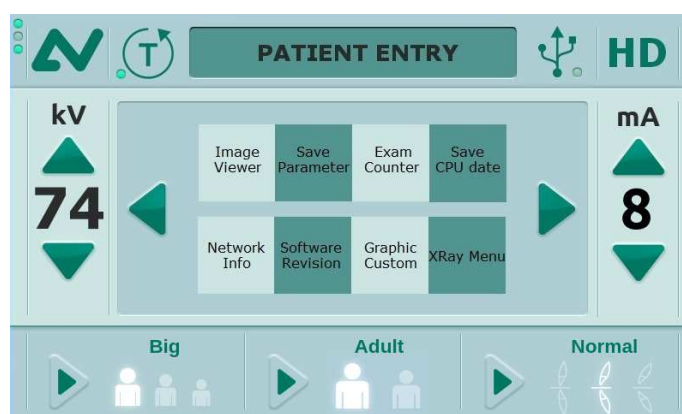 T
PATIENT ENTRY
HD
kV
74
mA
8
Image
Viewer
Save
Parameter
Exam
Counter
Save
CPU date
Network
Info
Software
Revision
Graphic
Custom
XRay Menu
Big
Adult
Normal